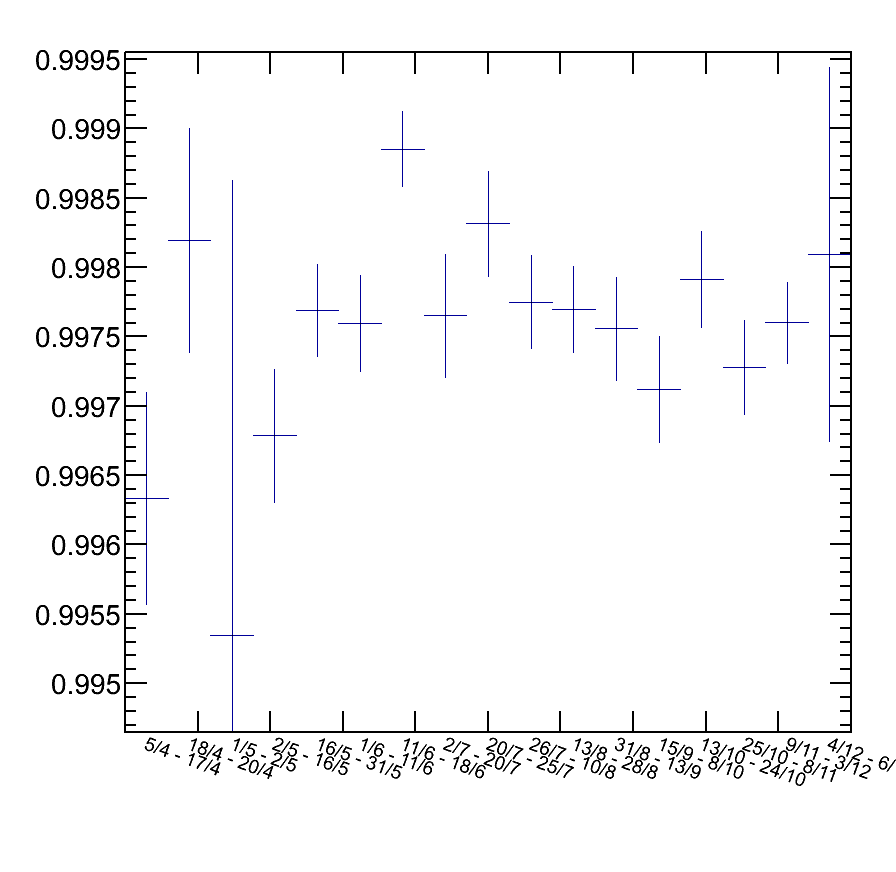 0.9995
0.999
0.9985
0.998
0.9975
0.997
0.9965
0.996
0.9955
0.995
5/4 - 17/4
18/4 - 20/4
1/5 - 2/5
2/5 - 16/5
16/5 - 31/5
1/6 - 11/6
11/6 - 18/6
2/7 - 20/7
20/7 - 25/7
26/7 - 10/8
13/8 - 28/8
31/8 - 13/9
15/9 - 8/10
13/10 - 24/10
25/10 - 8/11
9/11 - 3/12
4/12 - 6/